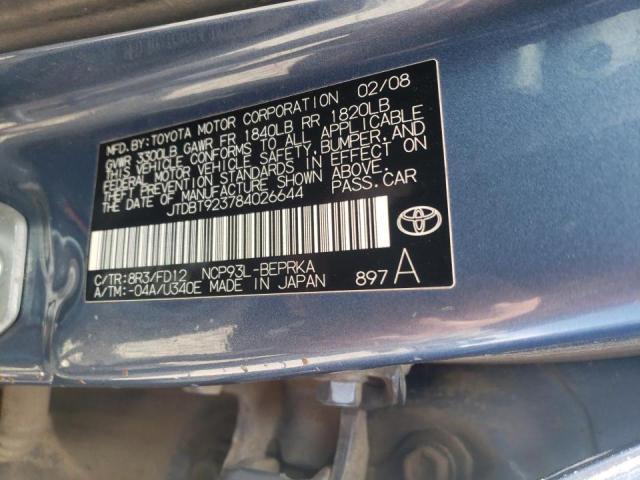 MFD.BY: TOYOTA MOTOR CORPORATION 02/08
GVWR 3300LB GAWR FR 1840LB RR 1820LB
THIS VEHICLE CONFORMS TO ALL APPLICABLE
FEDERAL MOTOR VEHICLE SAFETY, BUMPER, AND
THEFT PREVENTION STANDARDS IN EFFECT ON
THE DATE OF MANUFACTURE SHOWN ABOVE.
JTDBT923784026644 PASS.CAR
C/TR:8R3/FD12 NCP93L-BEPRKA
A/TM:-04A/U340E MADE IN JAPAN 897 A